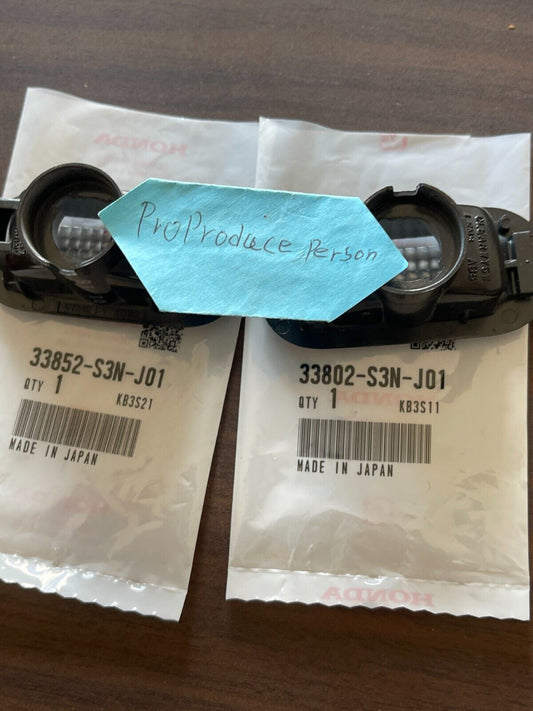 HONDA
ProProduce Person
33852-S3N-J01
QTY 1 KB3S21
MADE IN JAPAN
33802-S3N-J01
QTY 1 KB3S11
MADE IN JAPAN
HONDA